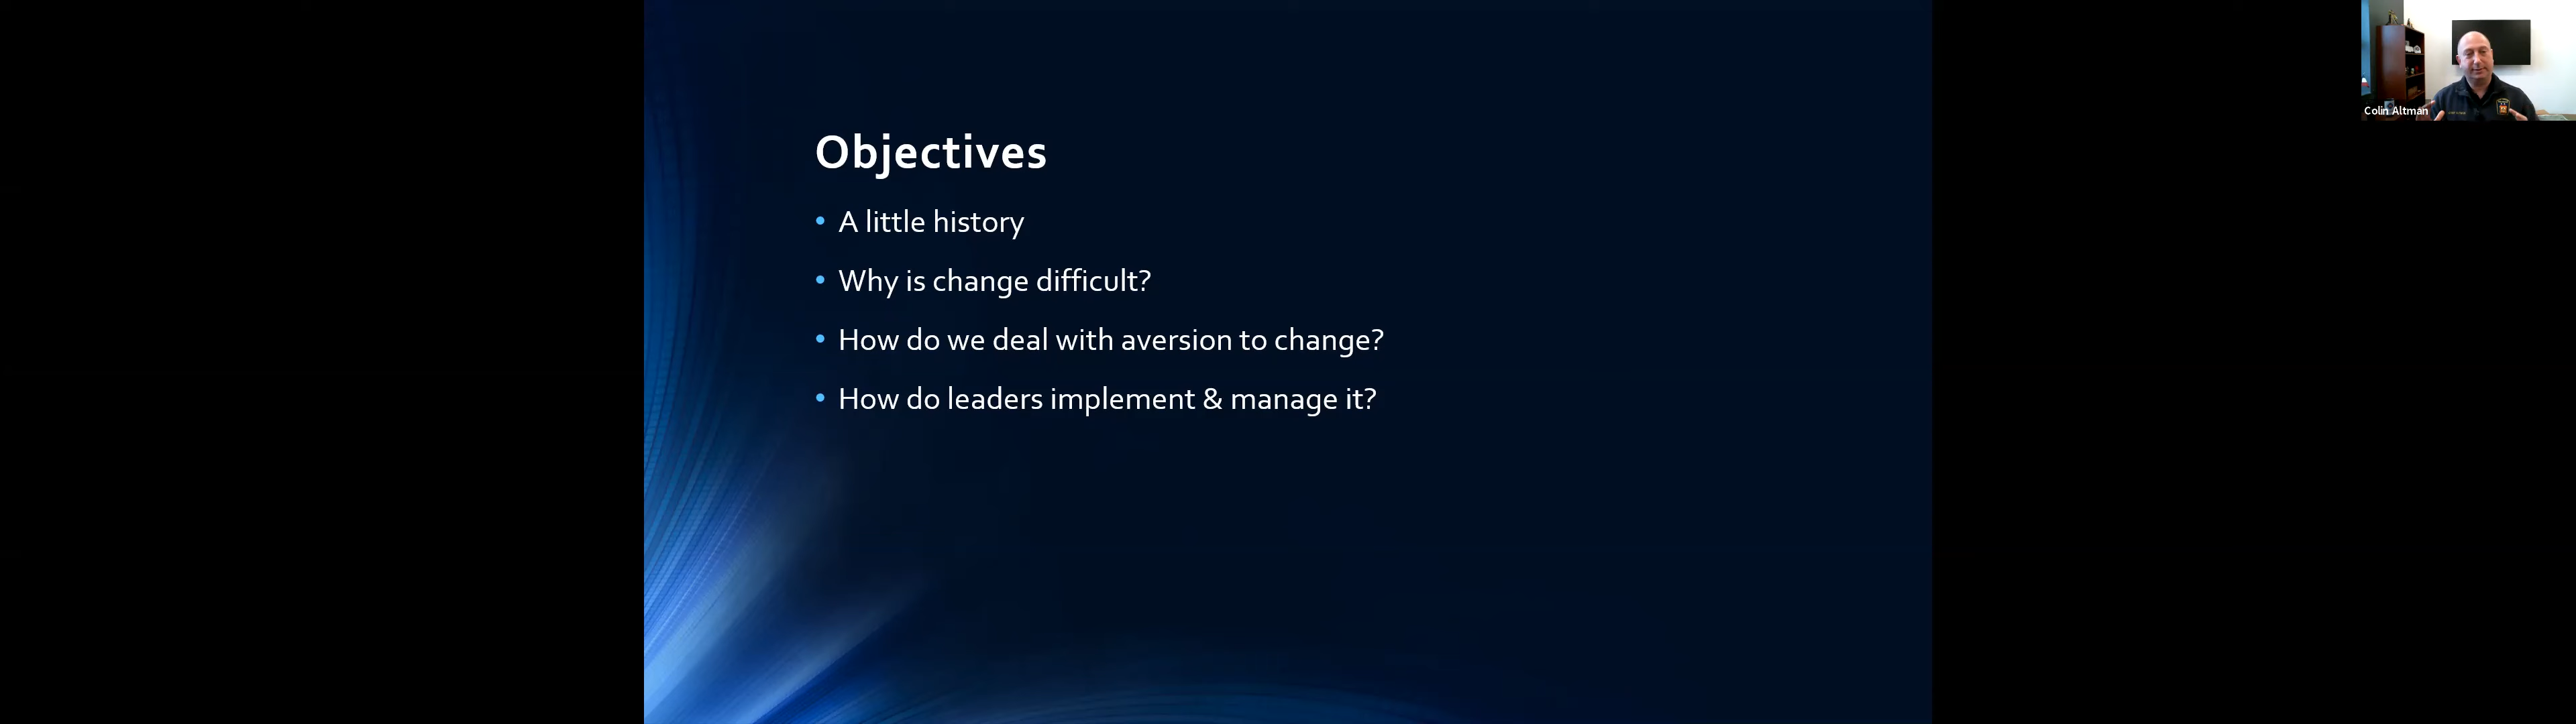 Objectives
• A little history
• Why is change difficult?
• How do we deal with aversion to change?
• How do leaders implement & manage it?
Colin Altman